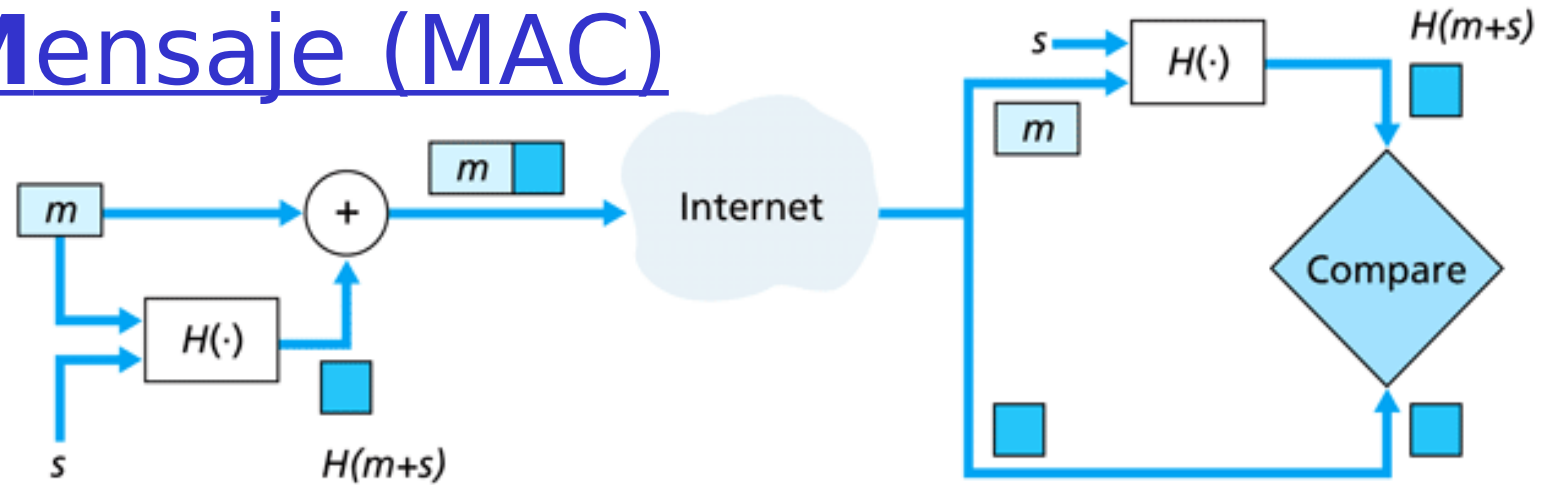 Mensaje (MAC)
s
H(·)
H(m+s)
m
m
m
+
Internet
Compare
H(·)
s
H(m+s)